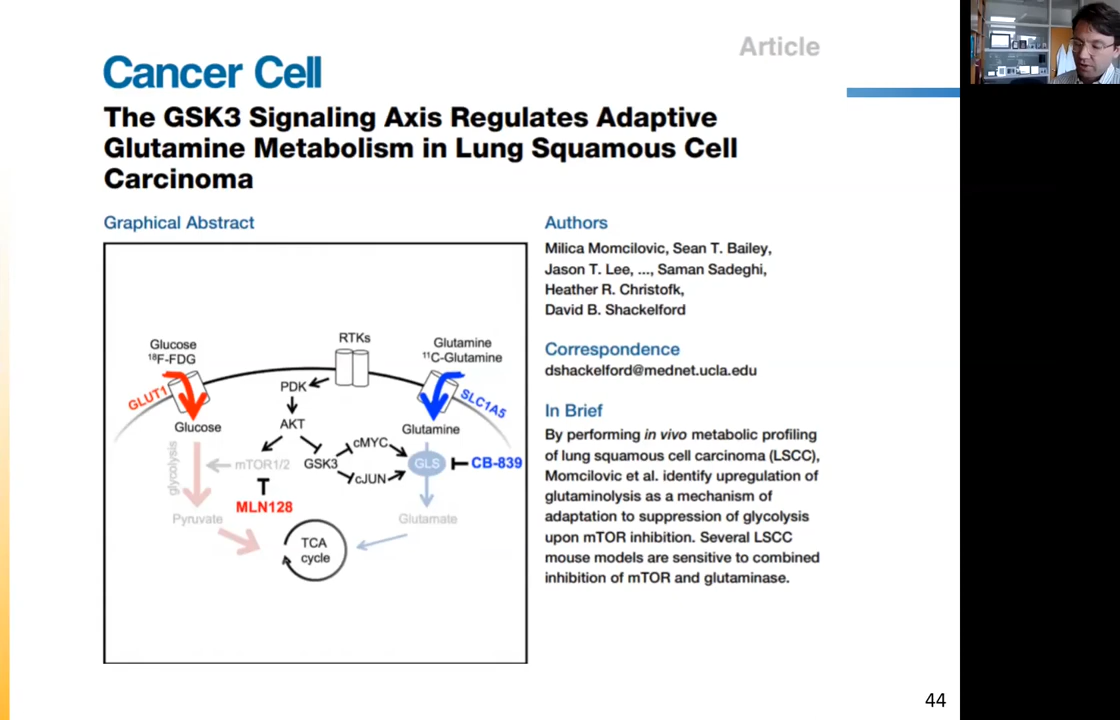 Article
Cancer Cell
The GSK3 Signaling Axis Regulates Adaptive
Glutamine Metabolism in Lung Squamous Cell
Carcinoma
Graphical Abstract
Glucose
¹⁸F-FDG
RTKs
Glutamine
¹¹C-Glutamine
GLUT1
PDK
SLC1A5
Glucose
AKT
Glutamine
glycolysis
mTOR1/2
GSK3
cMYC
cJUN
GLS
CB-839
MLN128
Pyruvate
Glutamate
TCA
cycle
Authors
Milica Momcilovic, Sean T. Bailey,
Jason T. Lee, ..., Saman Sadeghi,
Heather R. Christofk,
David B. Shackelford
Correspondence
dshackelford@mednet.ucla.edu
In Brief
By performing in vivo metabolic profiling
of lung squamous cell carcinoma (LSCC),
Momcilovic et al. identify upregulation of
glutaminolysis as a mechanism of
adaptation to suppression of glycolysis
upon mTOR inhibition. Several LSCC
mouse models are sensitive to combined
inhibition of mTOR and glutaminase.
44